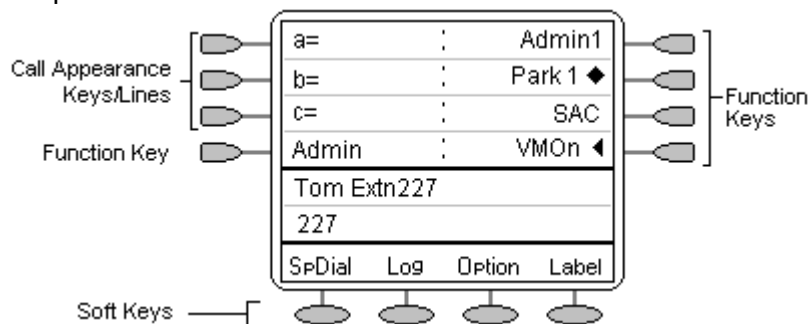 a= : Admin1
Call Appearance Keys/Lines
b= : Park 1 ◆
Function Keys
c= : SAC
Function Key
Admin : VMOn ◀
Tom Extn227
227
SpDial Log Option Label
Soft Keys